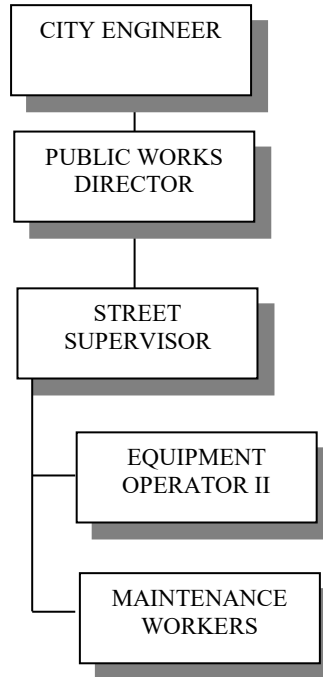 CITY ENGINEER
PUBLIC WORKS
DIRECTOR
STREET
SUPERVISOR
EQUIPMENT
OPERATOR II
MAINTENANCE
WORKERS